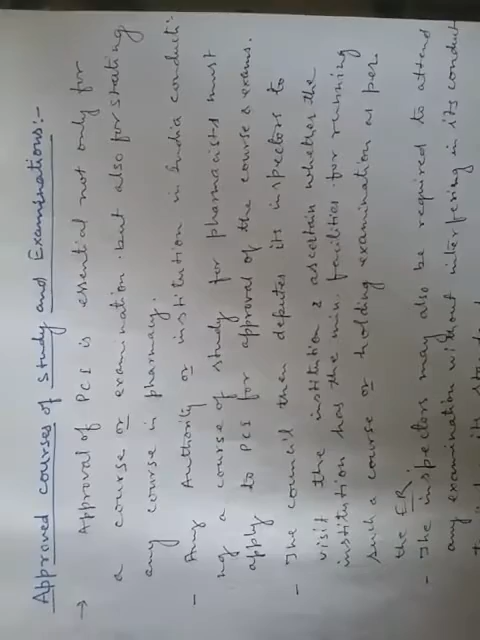 Approved courses of study and Examinations:-
→ Approval of PCI is essential not only for
a course or examination but also for starting
any course in pharmacy.
- Any Authority or institution in India conducti-
ng a course of study for pharmacists must
apply to PCI for approval of the course & exams.
- The council then deputes its inspectors to
visit the institution & ascertain whether the
institution has the min. facilities for running
such a course or holding examination as per
the ER.
- The inspectors may also be required to attend
any examination without interfering in its conduct